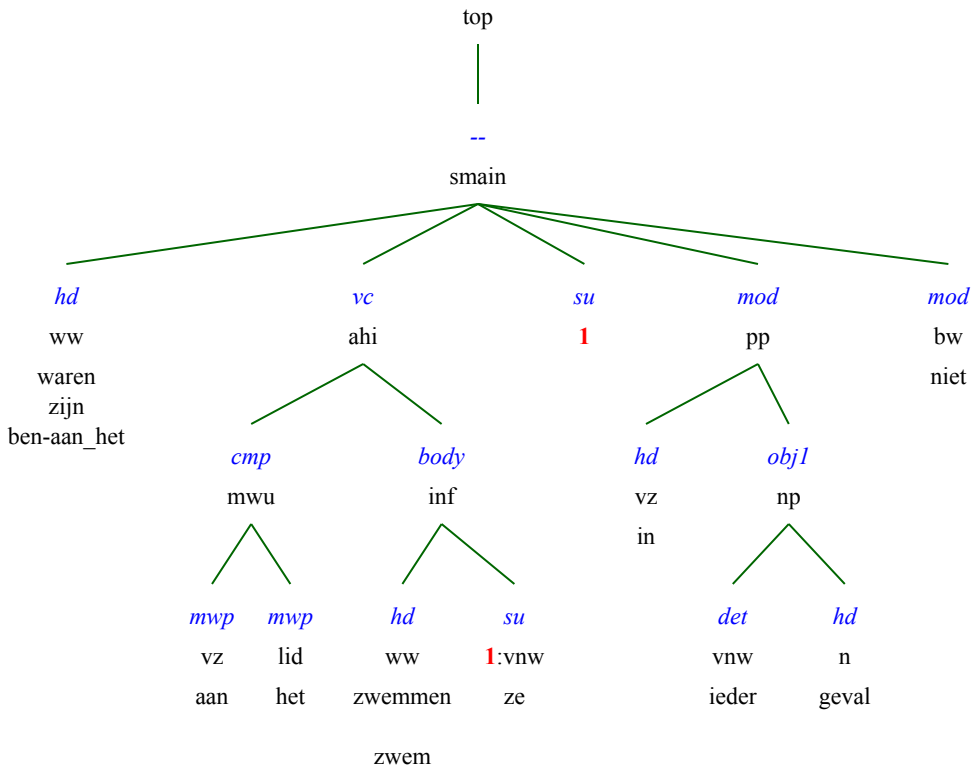 top
--
smain
hd vc su mod mod
ww ahi 1 pp bw
waren niet
zijn
ben-aan_het
cmp body hd obj1
mwu inf vz np
in
mwp mwp hd su det hd
vz lid ww 1:vnw vnw n
aan het zwemmen ze ieder geval
zwem